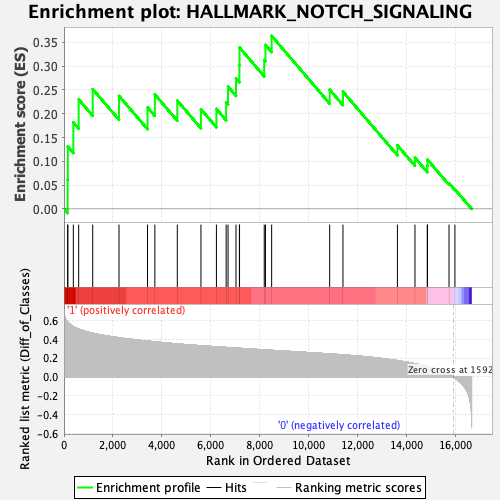 Enrichment plot: HALLMARK_NOTCH_SIGNALING
Enrichment score (ES)
0.35
0.30
0.25
0.20
0.15
0.10
0.05
0.00
'1' (positively correlated)
Ranked list metric (Diff_of_Classes)
0.6
0.4
0.2
0.0
-0.2
-0.4
-0.6
Zero cross at 1592
'0' (negatively correlated)
0 2,000 4,000 6,000 8,000 10,000 12,000 14,000 16,000
Rank in Ordered Dataset
Enrichment profile Hits Ranking metric scores